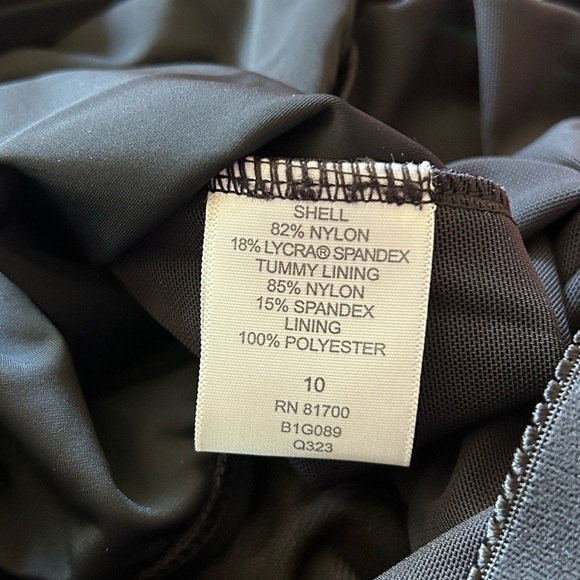 SHELL
82% NYLON
18% LYCRA® SPANDEX
TUMMY LINING
85% NYLON
15% SPANDEX
LINING
100% POLYESTER
10
RN 81700
B1G089
Q323